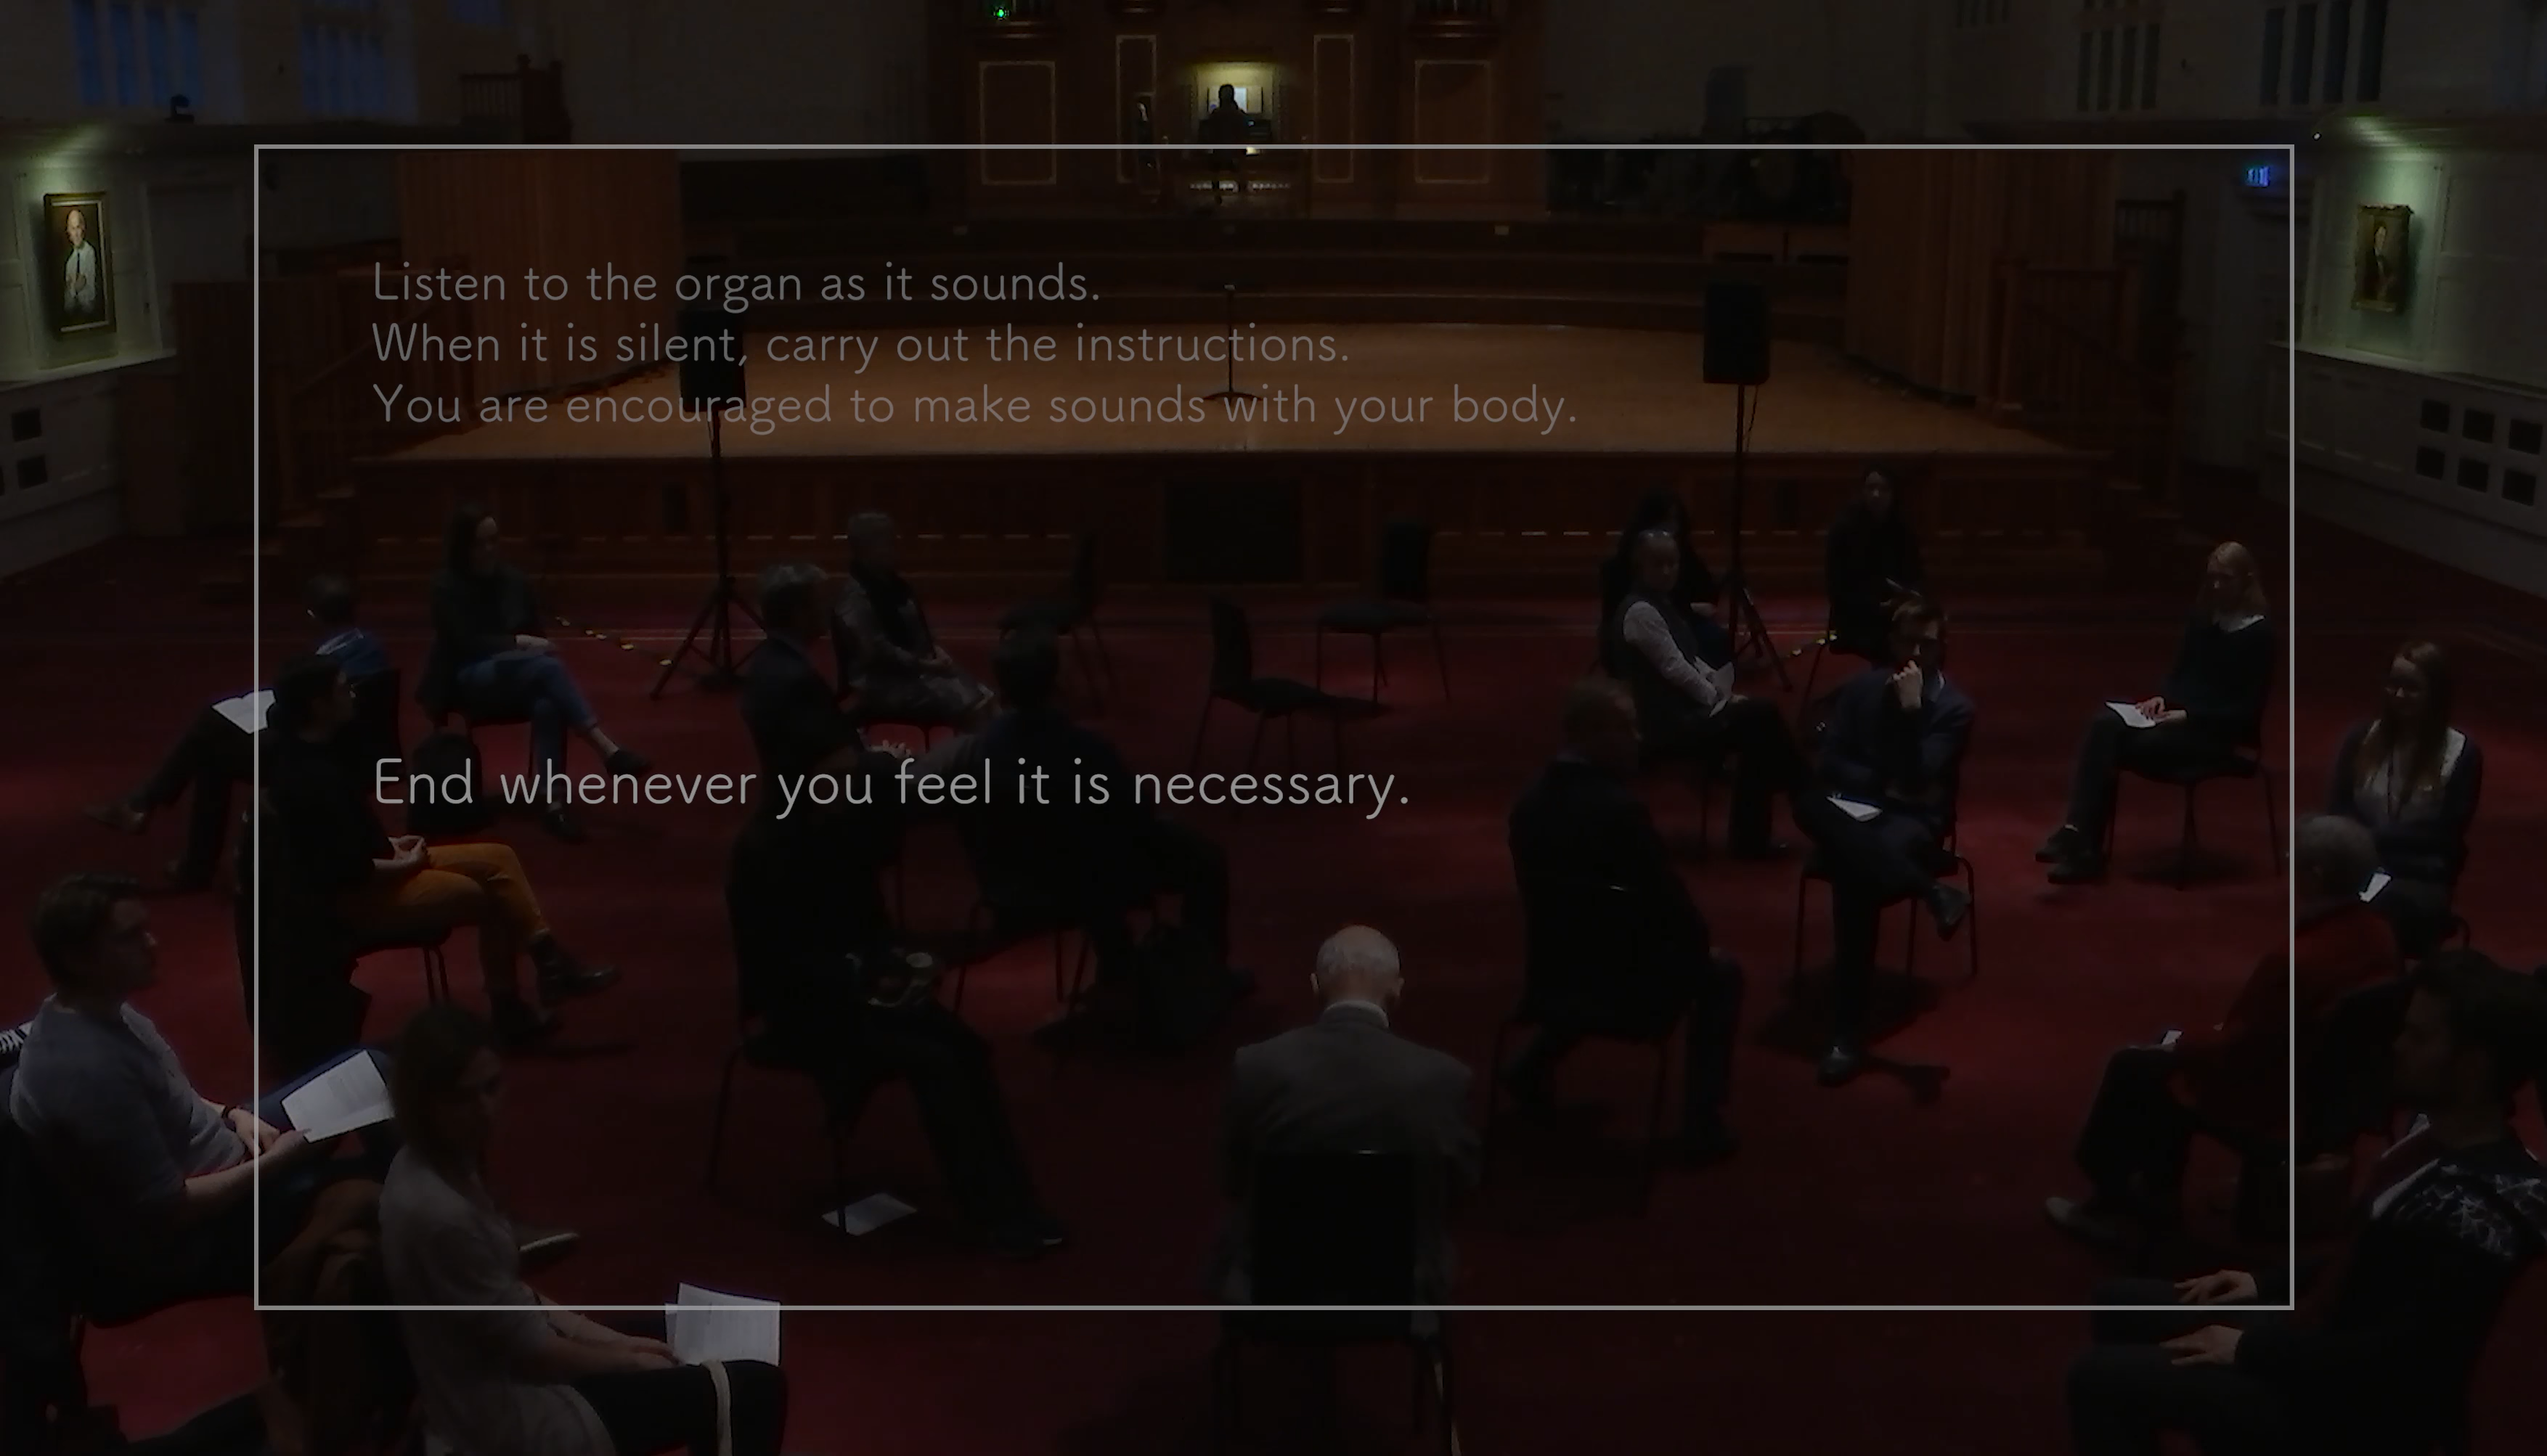 Listen to the organ as it sounds.
When it is silent, carry out the instructions.
You are encouraged to make sounds with your body.
End whenever you feel it is necessary.